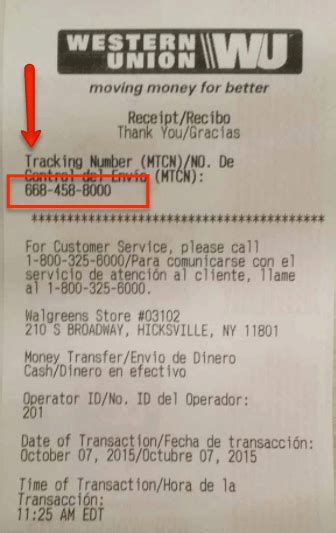 WESTERN
UNION WU
moving money for better
Receipt/Recibo
Thank You/Gracias
Tracking Number (MTCN)/NO. De
Control del Envio (MTCN):
668-458-8000
*****************************************
For Customer Service, please call
1-800-325-6000/Para comunicarse con el
servicio de atención al cliente, llame
al 1-800-325-6000.
Walgreens Store #03102
210 S BROADWAY, HICKSVILLE, NY 11801
Money Transfer/Envio de Dinero
Cash/Dinero en efectivo
Operator ID/No. ID del Operador:
201
Date of Transaction/Fecha de transacción:
October 07, 2015/Octubre 07, 2015
Time of Transaction/Hora de la
Transacción:
11:25 AM EDT